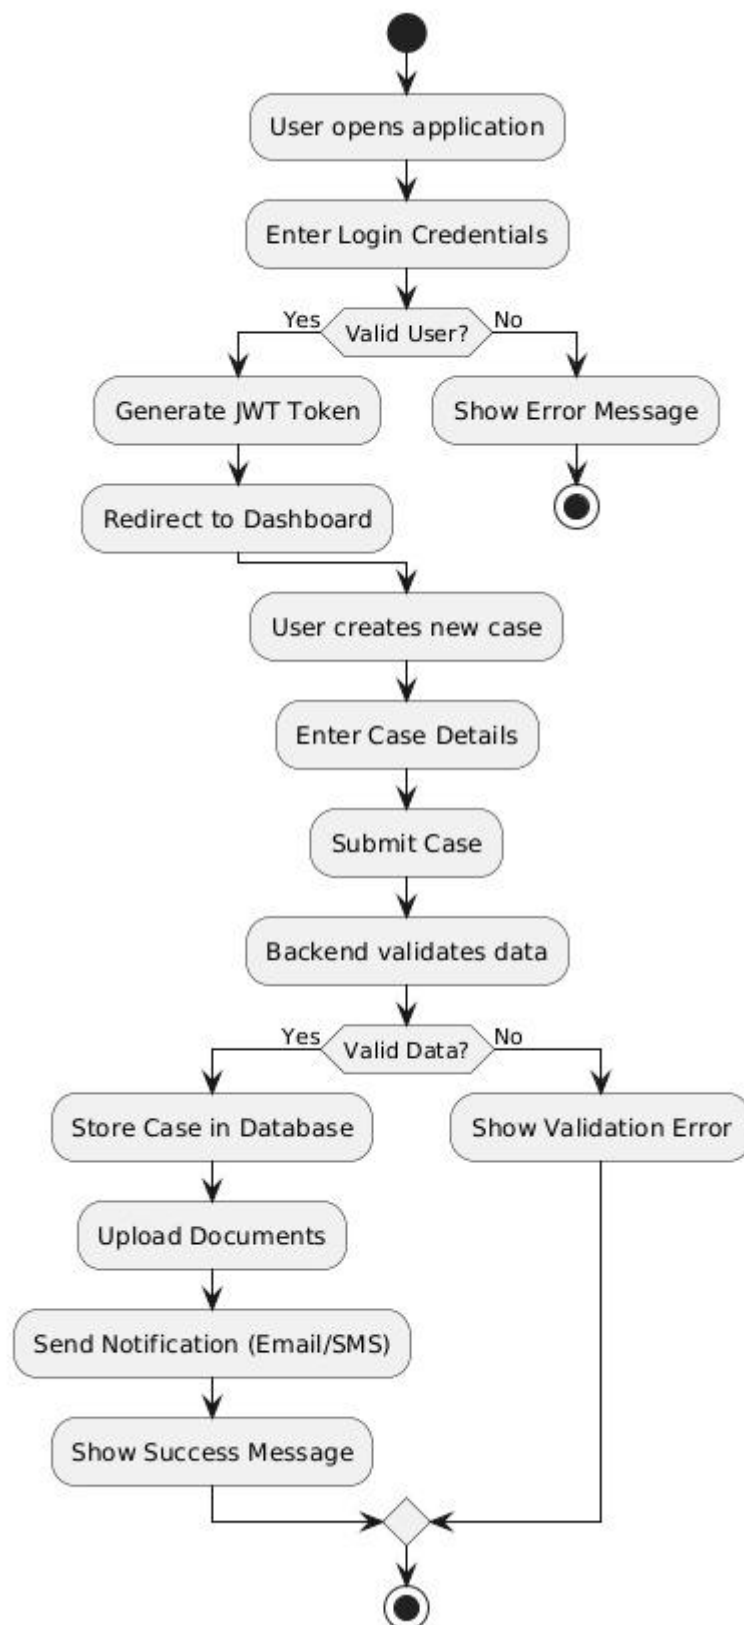 User opens application
Enter Login Credentials
Yes
Valid User?
No
Generate JWT Token
Show Error Message
Redirect to Dashboard
User creates new case
Enter Case Details
Submit Case
Backend validates data
Yes
Valid Data?
No
Store Case in Database
Show Validation Error
Upload Documents
Send Notification (Email/SMS)
Show Success Message